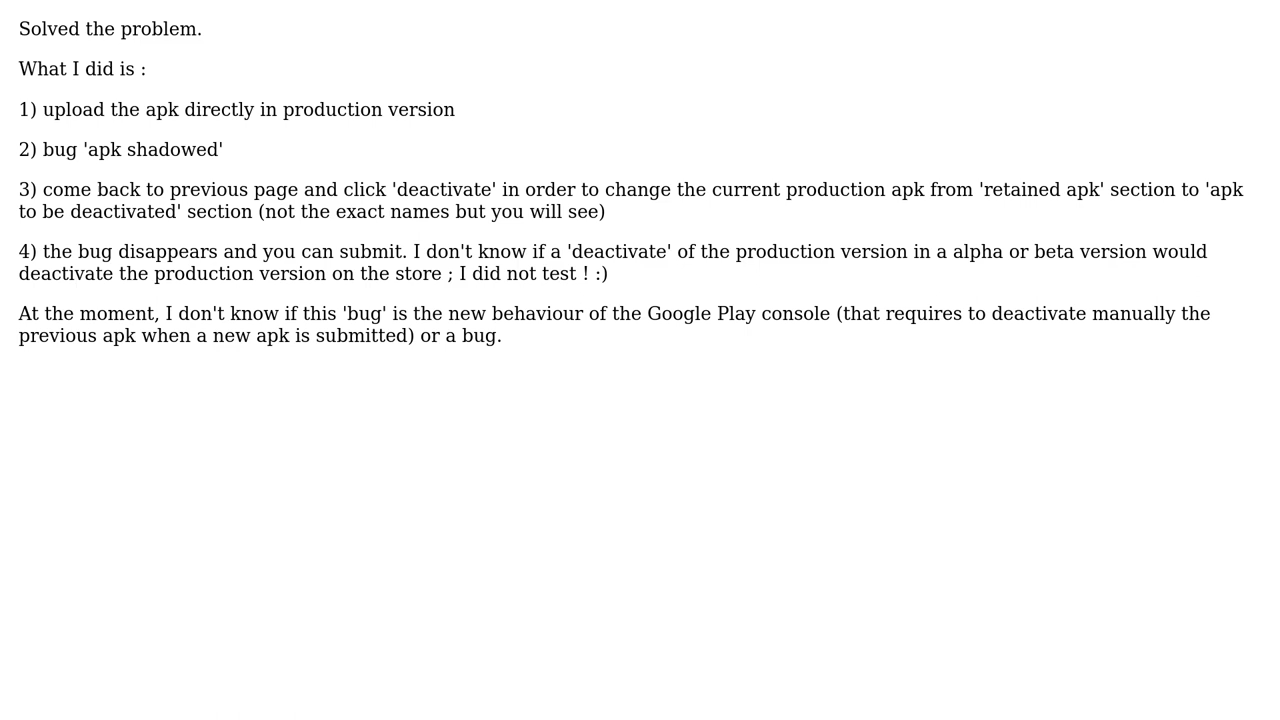 Solved the problem.
What I did is :
1) upload the apk directly in production version
2) bug 'apk shadowed'
3) come back to previous page and click 'deactivate' in order to change the current production apk from 'retained apk' section to 'apk
to be deactivated' section (not the exact names but you will see)
4) the bug disappears and you can submit. I don't know if a 'deactivate' of the production version in a alpha or beta version would
deactivate the production version on the store ; I did not test ! :)
At the moment, I don't know if this 'bug' is the new behaviour of the Google Play console (that requires to deactivate manually the
previous apk when a new apk is submitted) or a bug.